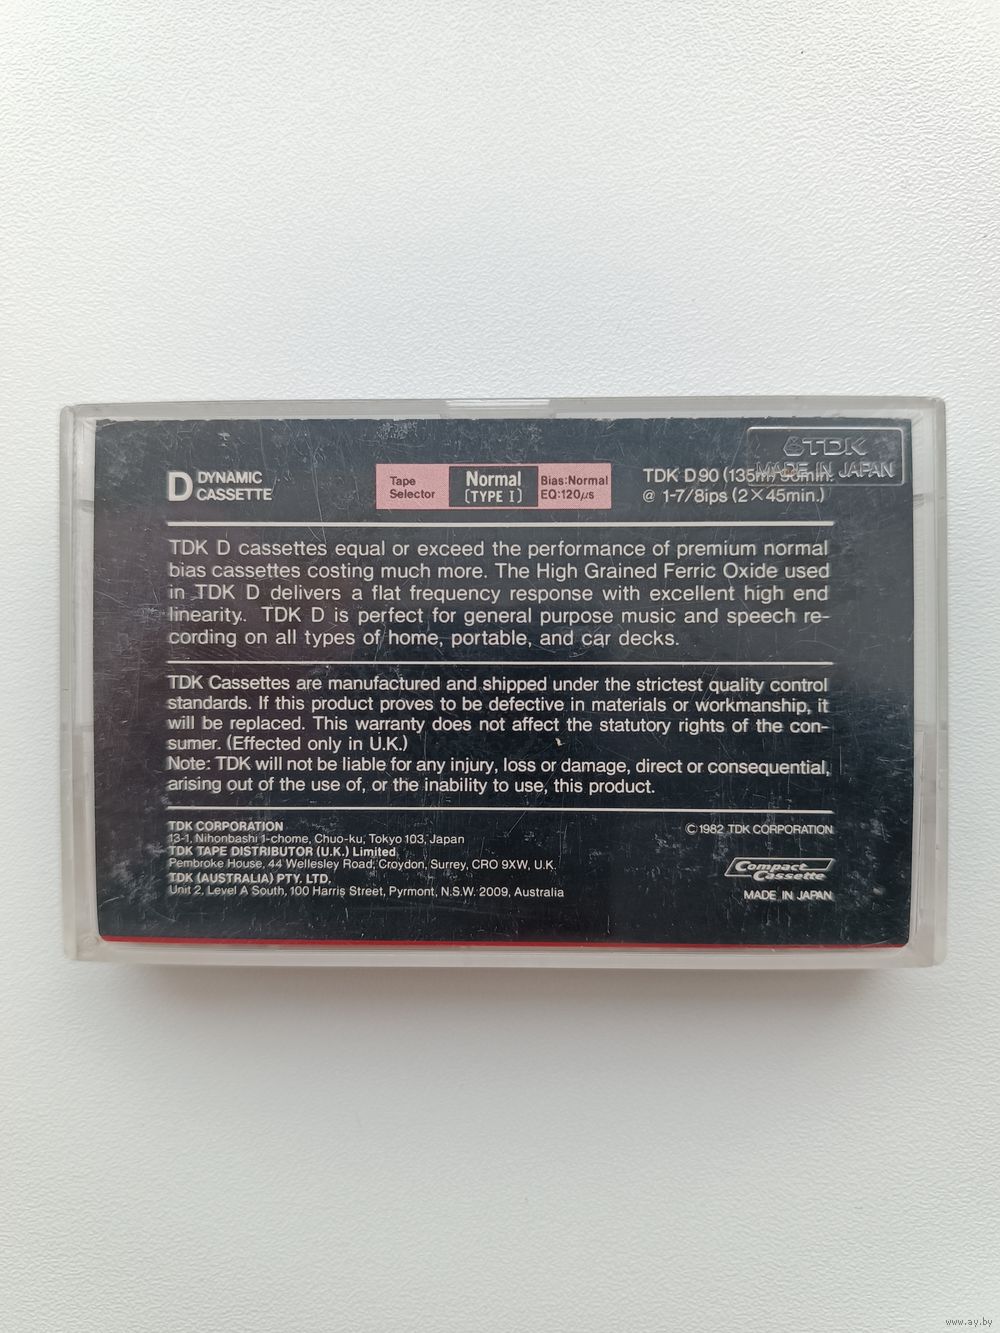 TDK
MADE IN JAPAN
D DYNAMIC
CASSETTE
Tape
Selector
Normal
(TYPE I)
Bias:Normal
EQ:120μs
TDK D90 (135m) 90min.
@ 1-7/8ips (2×45min.)
TDK D cassettes equal or exceed the performance of premium normal
bias cassettes costing much more. The High Grained Ferric Oxide used
in TDK D delivers a flat frequency response with excellent high end
linearity. TDK D is perfect for general purpose music and speech re-
cording on all types of home, portable, and car decks.
TDK Cassettes are manufactured and shipped under the strictest quality control
standards. If this product proves to be defective in materials or workmanship, it
will be replaced. This warranty does not affect the statutory rights of the con-
sumer. (Effected only in U.K.)
Note: TDK will not be liable for any injury, loss or damage, direct or consequential,
arising out of the use of, or the inability to use, this product.
TDK CORPORATION
13-1, Nihonbashi 1-chome, Chuo-ku, Tokyo 103, Japan
TDK TAPE DISTRIBUTOR (U.K.) Limited
Pembroke House, 44 Wellesley Road, Croydon, Surrey, CRO 9XW, U.K.
TDK (AUSTRALIA) PTY. LTD.
Unit 2, Level A South, 100 Harris Street, Pyrmont, N.S.W. 2009, Australia
© 1982 TDK CORPORATION
Compact
Cassette
MADE IN JAPAN
www.ay.by